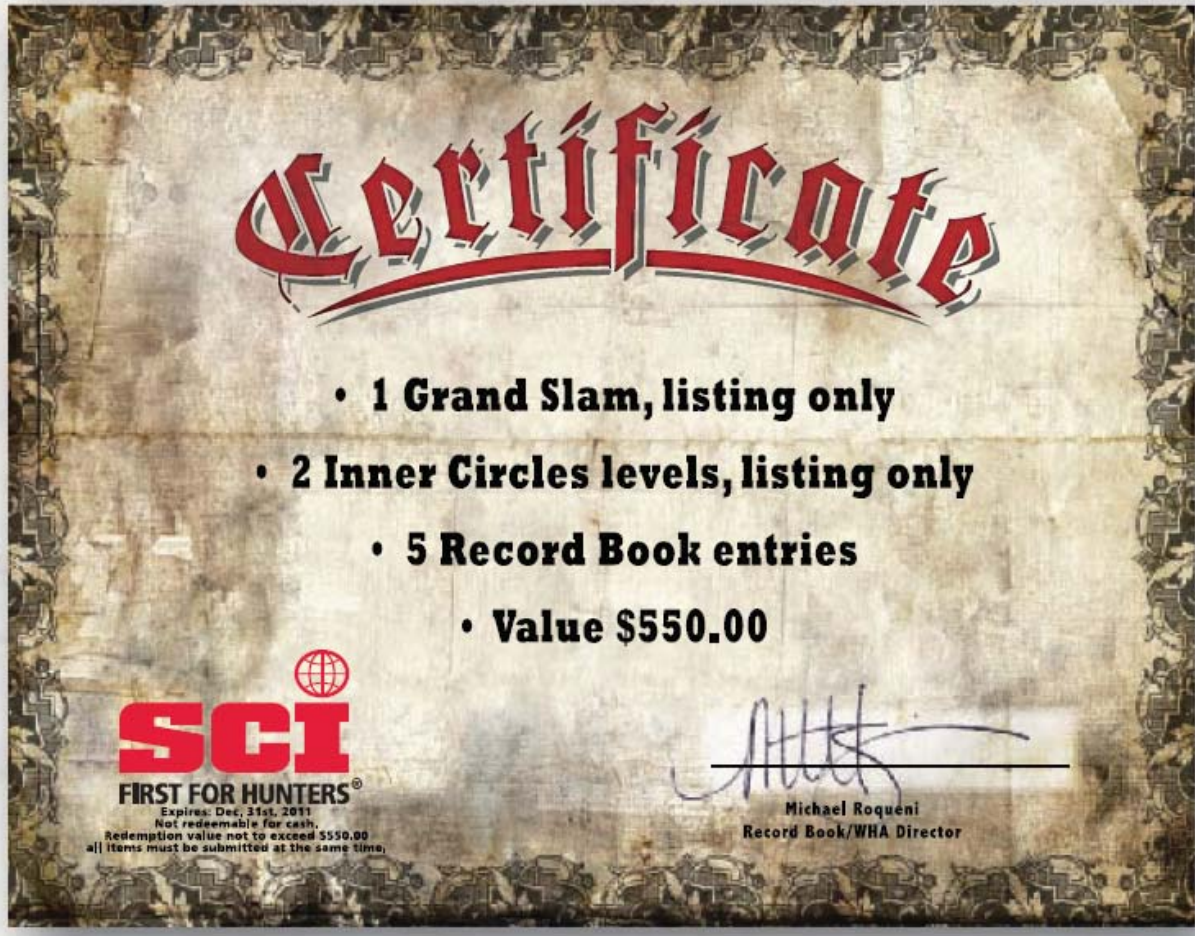 Certificate
• 1 Grand Slam, listing only
• 2 Inner Circles levels, listing only
• 5 Record Book entries
• Value $550.00
SCI
FIRST FOR HUNTERS®
Expires: Dec, 31st, 2011
Not redeemable for cash.
Redemption value not to exceed $550.00
all items must be submitted at the same time,
Michael Roqueni
Record Book/WHA Director